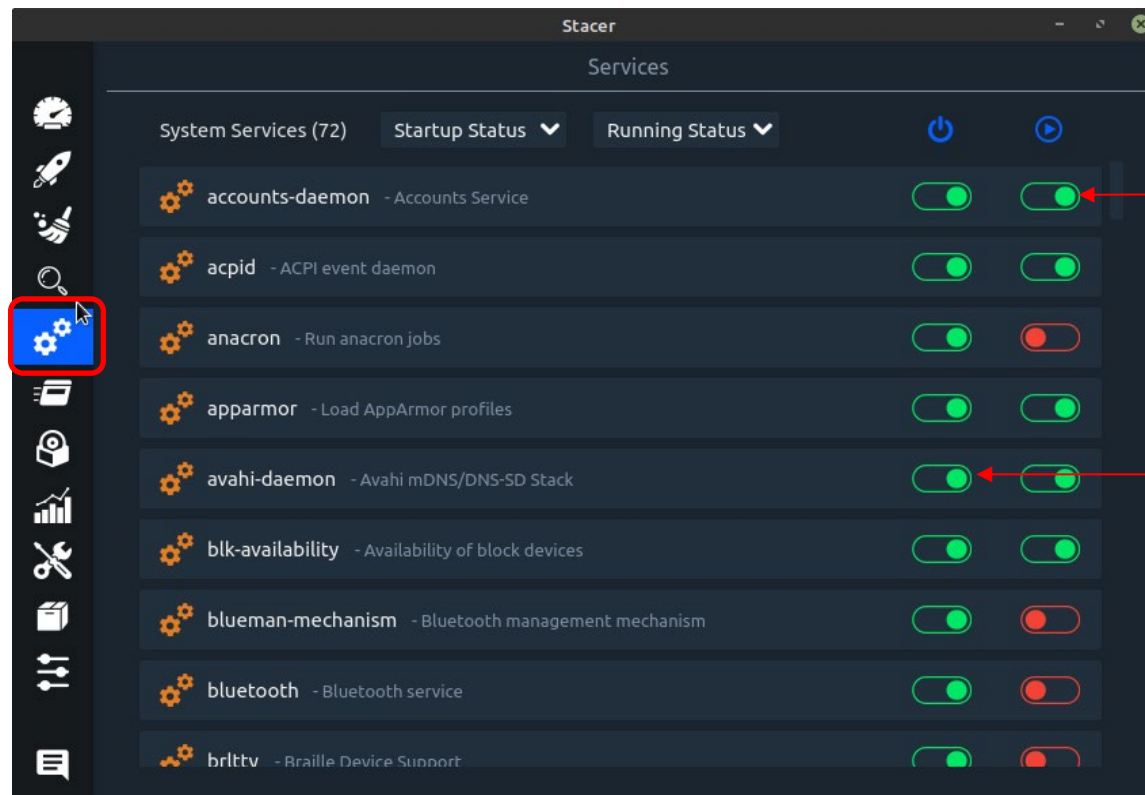 Stacer
Services
System Services (72) Startup Status Running Status
accounts-daemon - Accounts Service
acpid - ACPI event daemon
anacron - Run anacron jobs
apparmor - Load AppArmor profiles
avahi-daemon - Avahi mDNS/DNS-SD Stack
blk-availability - Availability of block devices
blueman-mechanism - Bluetooth management mechanism
bluetooth - Bluetooth service
brltty - Braille Device Support